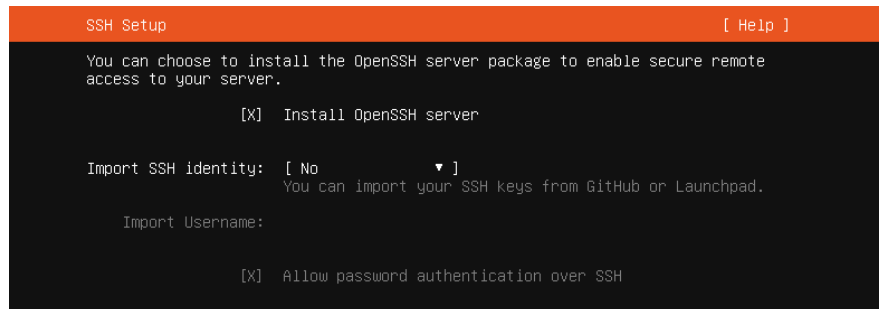 SSH Setup [ Help ]
You can choose to install the OpenSSH server package to enable secure remote
access to your server.
[X] Install OpenSSH server
Import SSH identity: [ No ▾ ]
You can import your SSH keys from GitHub or Launchpad.
Import Username:
[X] Allow password authentication over SSH